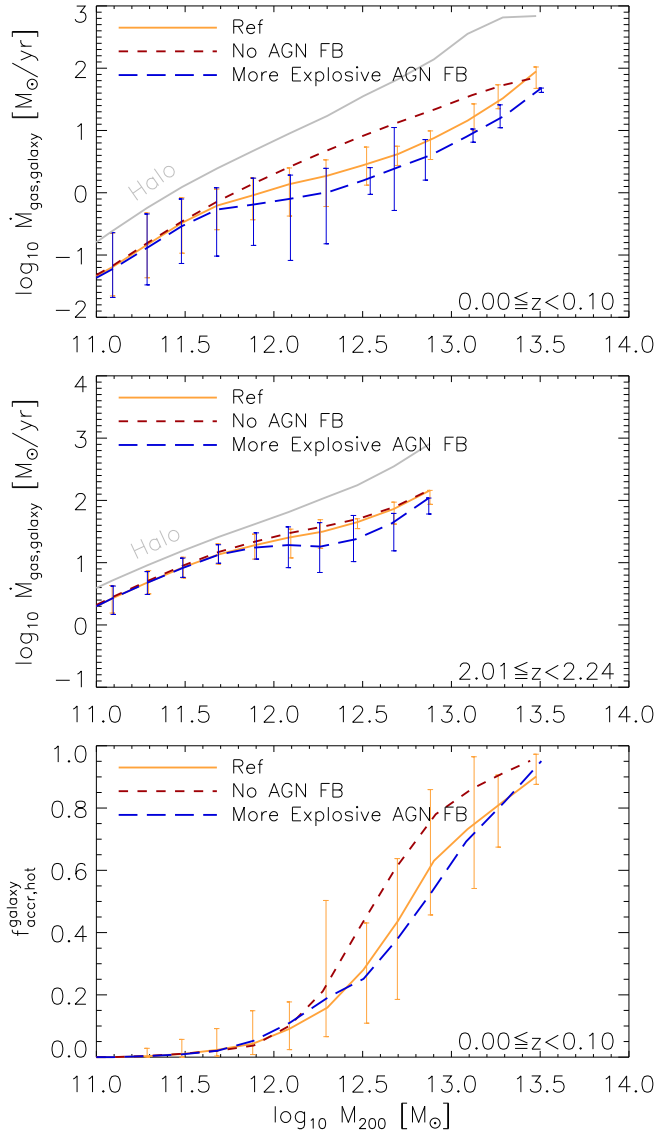 3
2
1
0
−1
−2
log₁₀ Ṁgas,galaxy [M⊙/yr]
Ref
No AGN FB
More Explosive AGN FB
Halo
0.00≦z<0.10
11.0 11.5 12.0 12.5 13.0 13.5 14.0
4
3
2
1
0
−1
log₁₀ Ṁgas,galaxy [M⊙/yr]
Ref
No AGN FB
More Explosive AGN FB
Halo
2.01≦z<2.24
11.0 11.5 12.0 12.5 13.0 13.5 14.0
1.0
0.8
0.6
0.4
0.2
0.0
f galaxy accr,hot
Ref
No AGN FB
More Explosive AGN FB
0.00≦z<0.10
11.0 11.5 12.0 12.5 13.0 13.5 14.0
log₁₀ M₂₀₀ [M⊙]